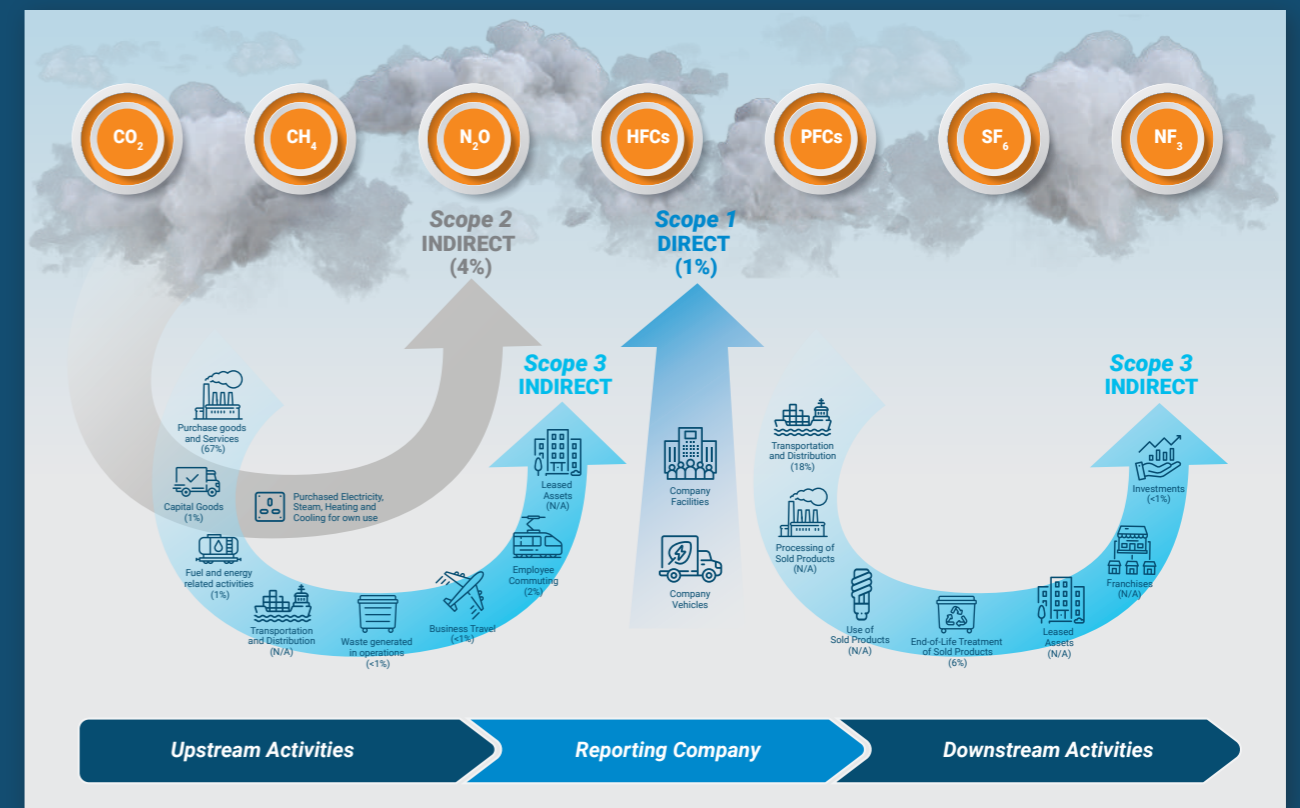 CO2
CH4
N2O
HFCs
PFCs
SF6
NF3
Scope 2
INDIRECT
(4%)
Scope 1
DIRECT
(1%)
Scope 3
INDIRECT
Scope 3
INDIRECT
Purchase goods
and Services
(67%)
Capital Goods
(1%)
Fuel and energy
related activities
(1%)
Transportation
and Distribution
(N/A)
Waste generated
in operations
(<1%)
Business Travel
(<1%)
Employee
Commuting
(2%)
Leased
Assets
(N/A)
Purchased Electricity,
Steam, Heating and
Cooling for own use
Company
Facilities
Company
Vehicles
Transportation
and Distribution
(18%)
Processing of
Sold Products
(N/A)
Use of
Sold Products
(N/A)
End-of-Life Treatment
of Sold Products
(6%)
Leased
Assets
(N/A)
Franchises
(N/A)
Investments
(<1%)
Upstream Activities
Reporting Company
Downstream Activities